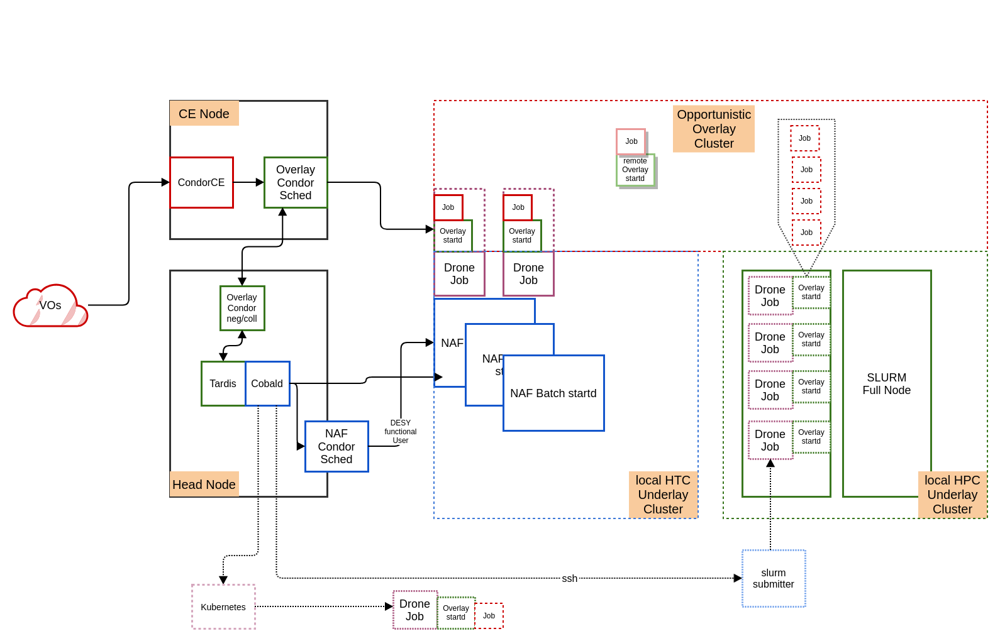 CE Node
CondorCE
Overlay
Condor
Sched
VOs
Overlay
Condor
neg/coll
Tardis
Cobald
NAF
Condor
Sched
Head Node
DESY
functional
User
Opportunistic
Overlay
Cluster
Job
remote
Overlay
startd
Job
Overlay
startd
Drone
Job
Job
Overlay
startd
Drone
Job
NAF
NAF
st
NAF Batch startd
local HTC
Underlay
Cluster
Job
Job
Job
Job
Drone
Job
Overlay
startd
Drone
Job
Overlay
startd
Drone
Job
Overlay
startd
Drone
Job
Overlay
startd
SLURM
Full Node
local HPC
Underlay
Cluster
ssh
slurm
submitter
Kubernetes
Drone
Job
Overlay
startd
Job